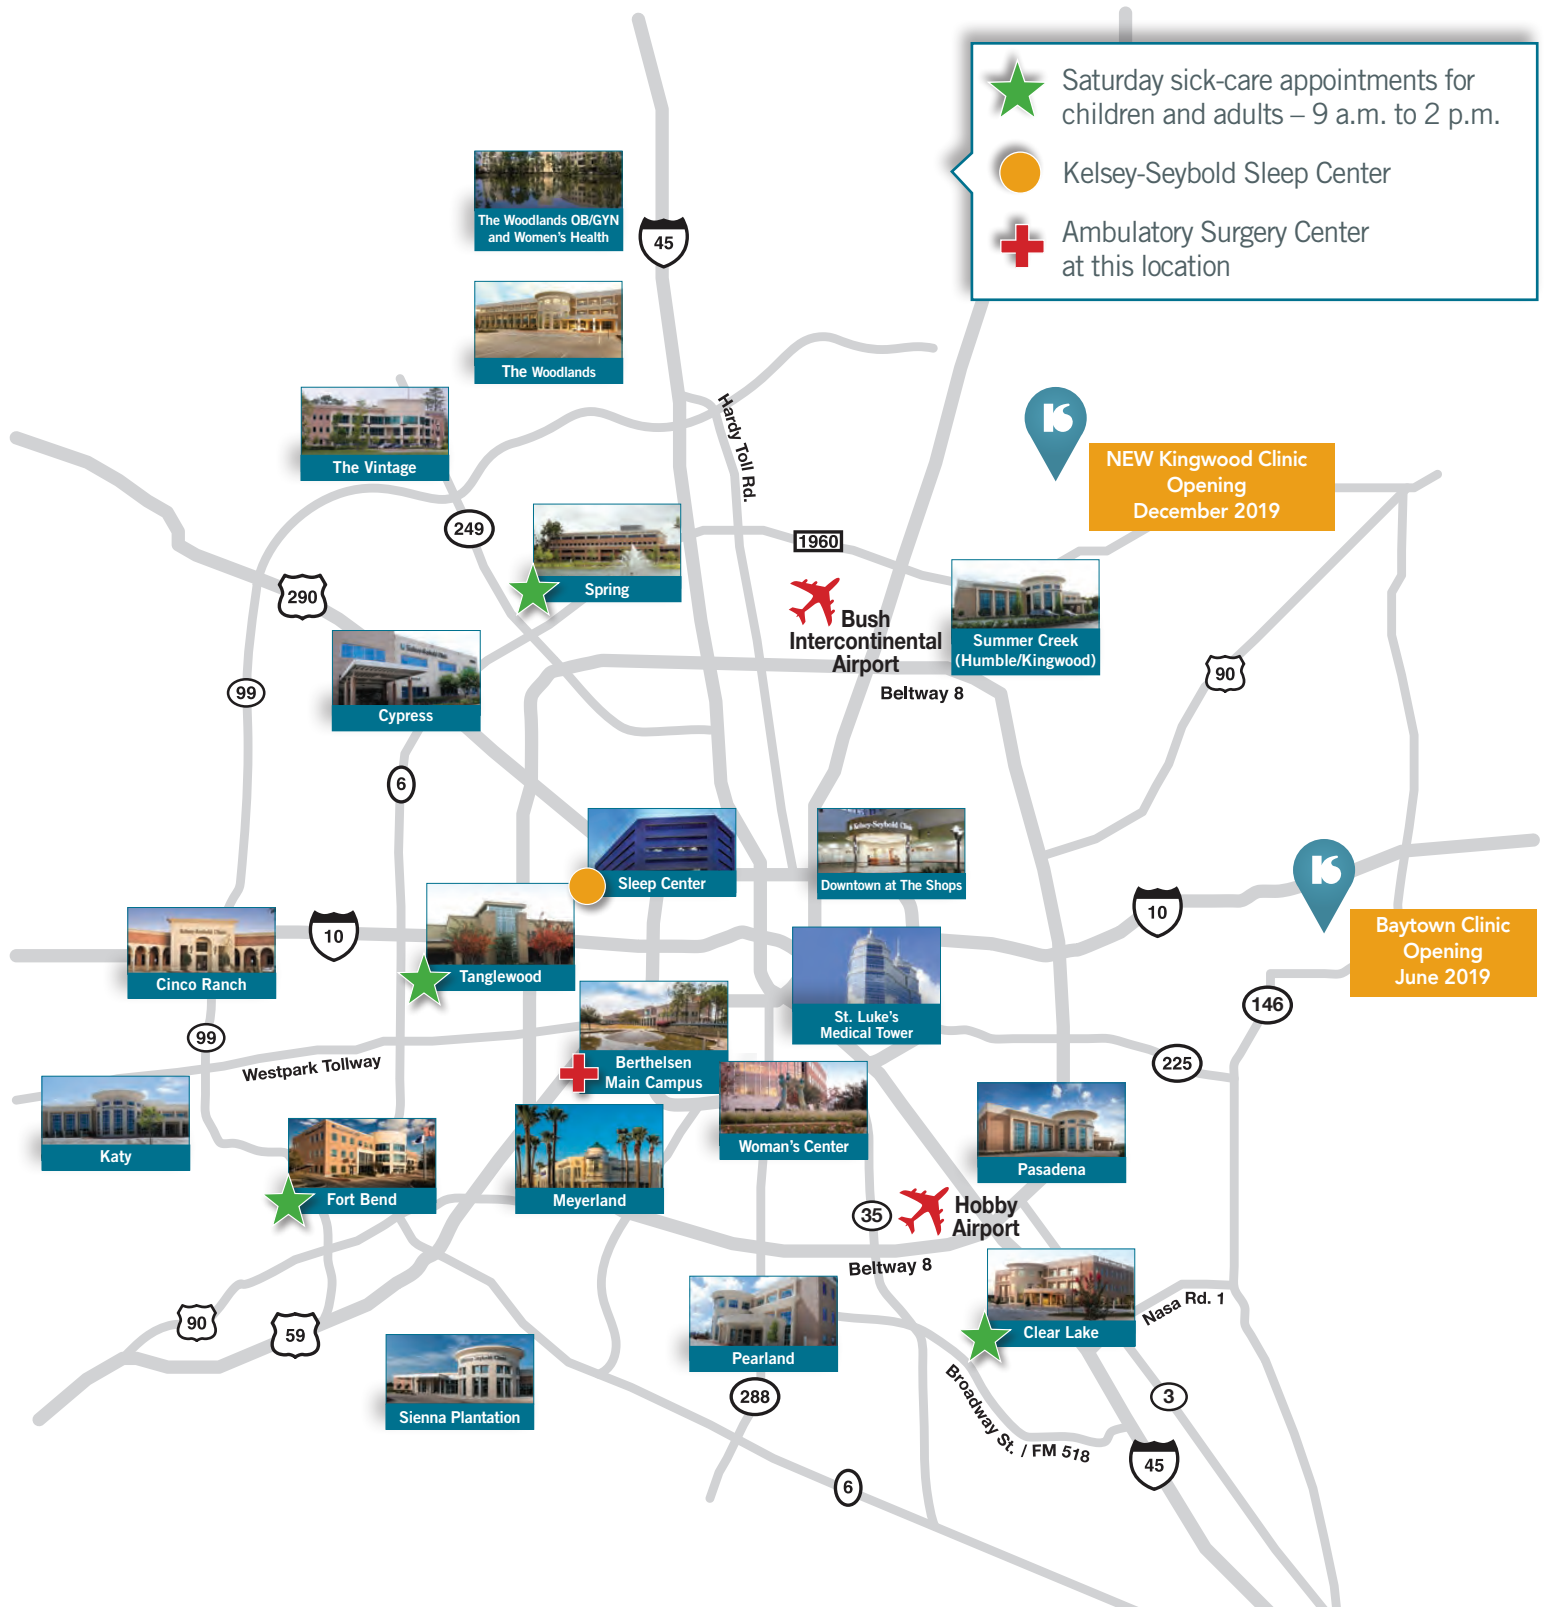 Saturday sick-care appointments for
children and adults – 9 a.m. to 2 p.m.
Kelsey-Seybold Sleep Center
Ambulatory Surgery Center
at this location
The Woodlands OB/GYN
and Women's Health
45
The Woodlands
The Vintage
Hardy Toll Rd.
NEW Kingwood Clinic
Opening
December 2019
249
1960
290
Spring
Bush
Intercontinental
Airport
Summer Creek
(Humble/Kingwood)
Beltway 8
90
99
Cypress
6
Sleep Center
Kelsey-Seybold Clinic
Downtown at The Shops
10
Baytown Clinic
Opening
June 2019
10
Cinco Ranch
Tanglewood
St. Luke's
Medical Tower
146
99
Westpark Tollway
Berthelsen
Main Campus
225
Katy
Woman's Center
Pasadena
Fort Bend
Meyerland
35
Hobby
Airport
Beltway 8
90
59
Nasa Rd. 1
Clear Lake
Pearland
288
Sienna Plantation
Broadway St. / FM 518
3
45
6